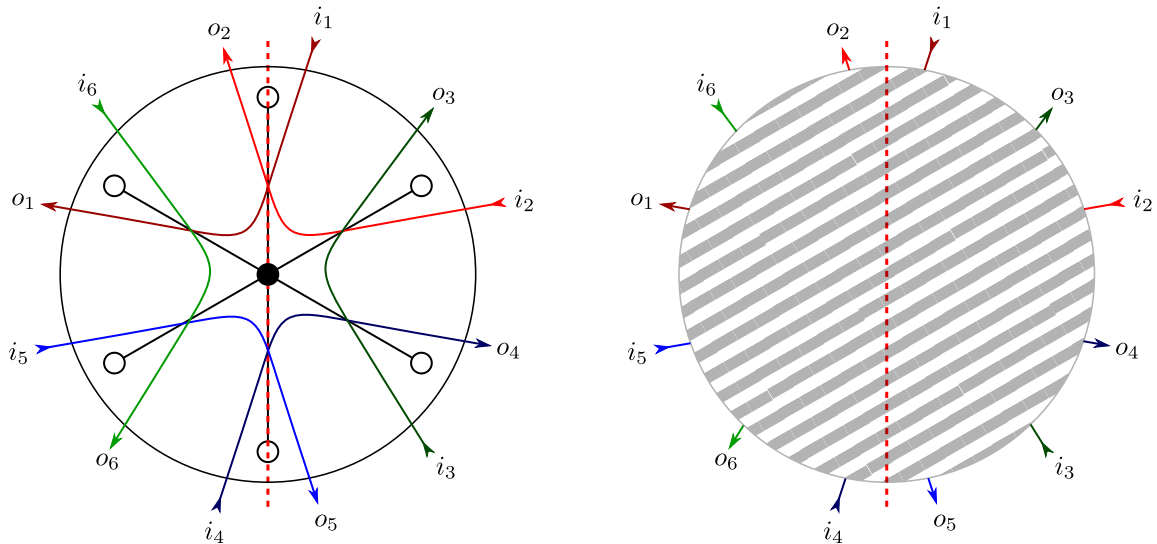 o₂ i₁
i₆ o₃
o₁ i₂
i₅ o₄
o₆ i₃
i₄ o₅
o₂ i₁
i₆ o₃
o₁ i₂
i₅ o₄
o₆ i₃
i₄ o₅